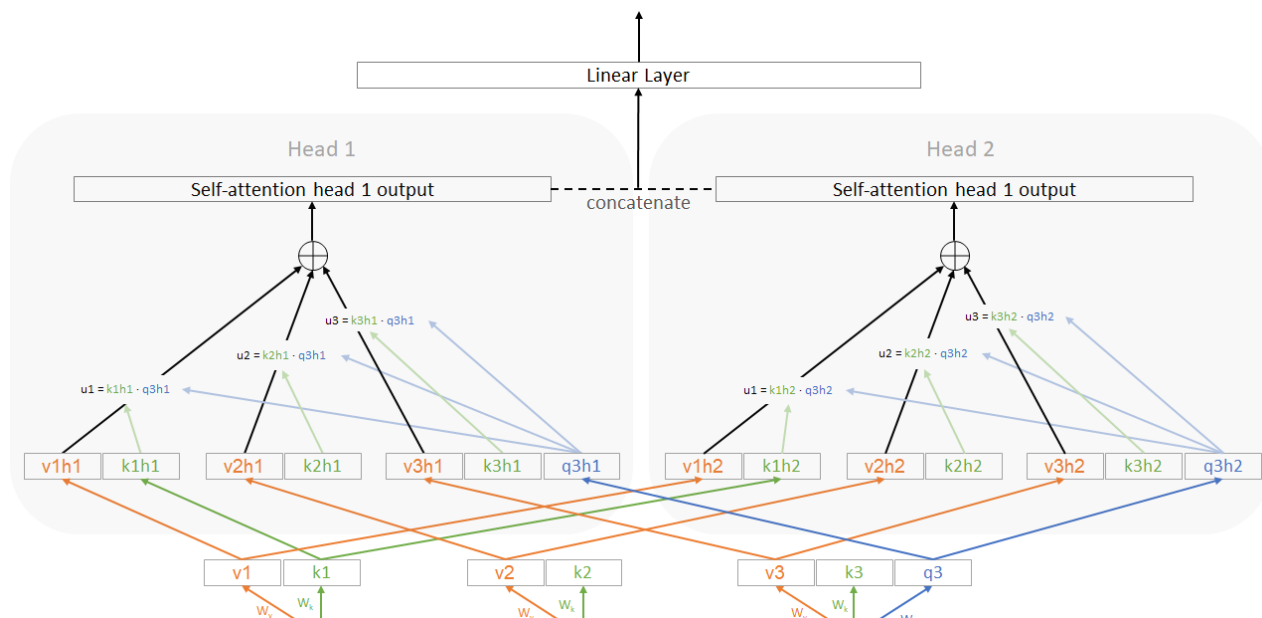 Linear Layer
Head 1
Head 2
Self-attention head 1 output
concatenate
Self-attention head 1 output
u3 = k3h1 · q3h1
u3 = k3h2 · q3h2
u2 = k2h1 · q3h1
u2 = k2h2 · q3h2
u1 = k1h1 · q3h1
u1 = k1h2 · q3h2
v1h1 k1h1 v2h1 k2h1 v3h1 k3h1 q3h1 v1h2 k1h2 v2h2 k2h2 v3h2 k3h2 q3h2
v1 k1 v2 k2 v3 k3 q3
Wv Wk Wk Wk